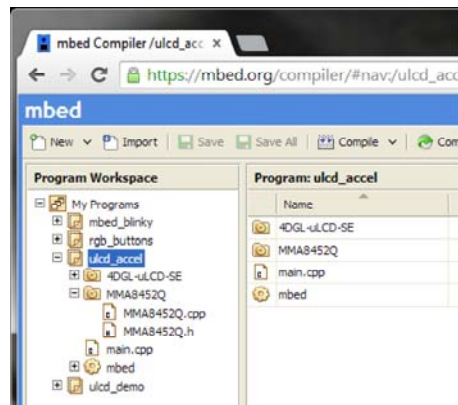 mbed Compiler /ulcd_acc
https://mbed.org/compiler/#nav:/ulcd_acc
mbed
New Import Save Save All Compile Com
Program Workspace
My Programs
mbed_blinky
rgb_buttons
ulcd_accel
4DGL-uLCD-SE
MMA8452Q
MMA8452Q.cpp
MMA8452Q.h
main.cpp
mbed
ulcd_demo
Program: ulcd_accel
Name
4DGL-uLCD-SE
MMA8452Q
main.cpp
mbed